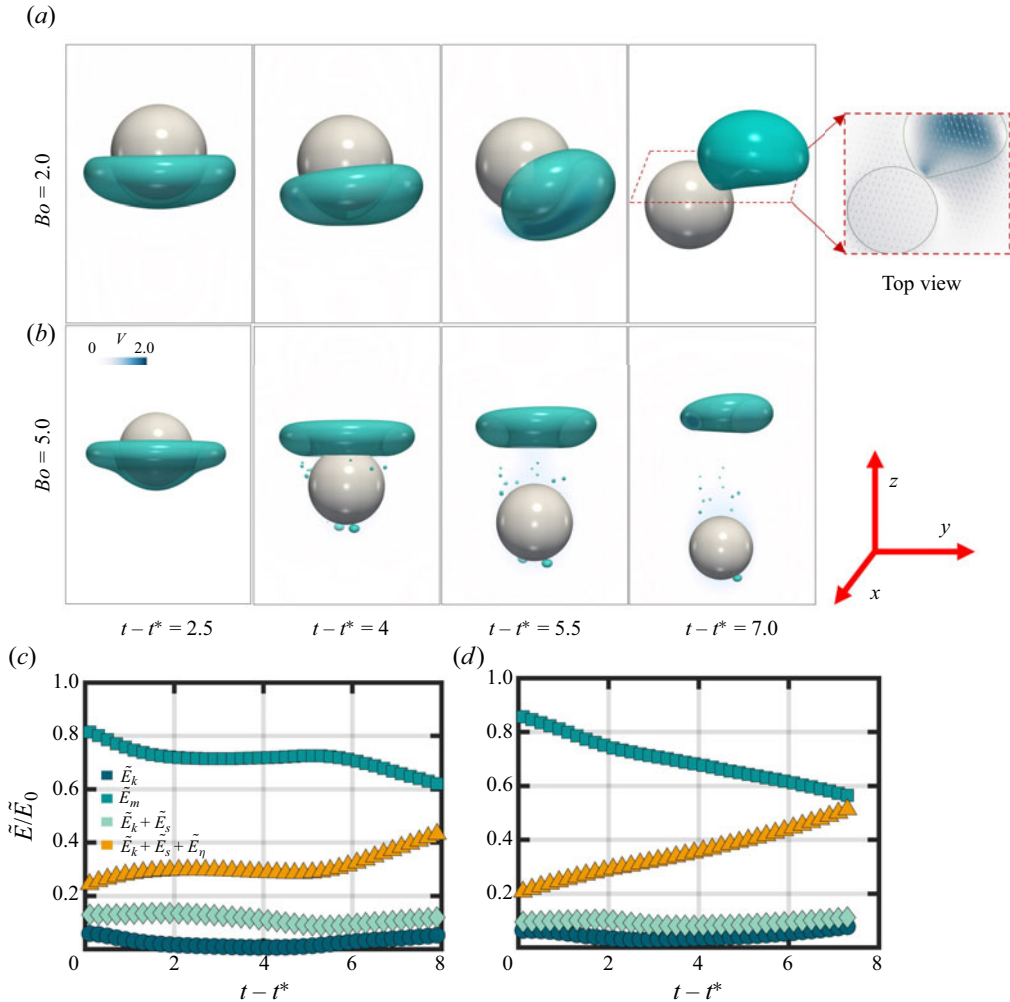 (a)
Bo = 2.0
Top view
(b)
V
0 2.0
Bo = 5.0
z
y
x
t – t* = 2.5 t – t* = 4 t – t* = 5.5 t – t* = 7.0
(c) (d)
1.0 1.0
0.8 0.8
0.6 0.6
0.4 0.4
0.2 0.2
Ẽ/Ẽ₀
Ẽₖ
Ẽₘ
Ẽₖ + Ẽₛ
Ẽₖ + Ẽₛ + Ẽ_η
0 2 4 6 8 0 2 4 6 8
t – t* t – t*